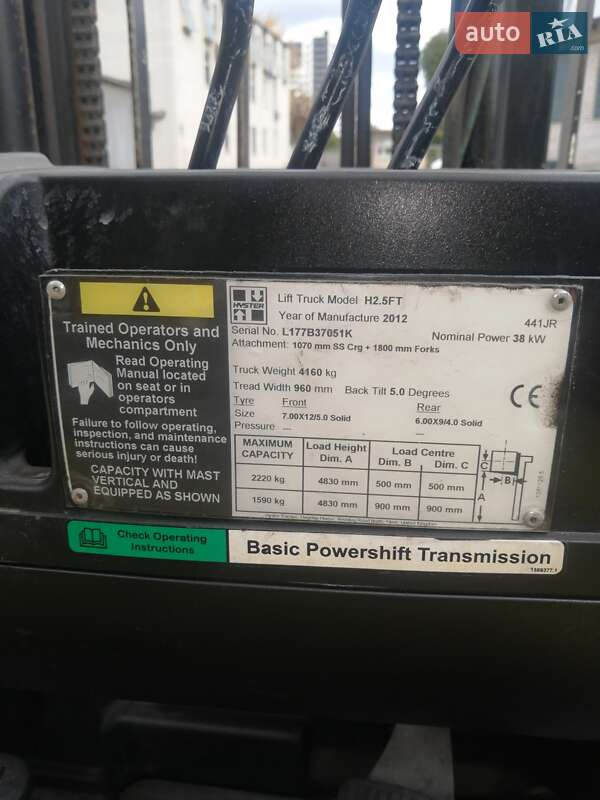 auto RIA .com
HYSTER
Lift Truck Model H2.5FT
Year of Manufacture 2012
441JR
Serial No. L177B37051K
Nominal Power 38 kW
Attachment: 1070 mm SS Crg + 1800 mm Forks
Truck Weight 4160 kg
Tread Width 960 mm Back Tilt 5.0 Degrees
Tyre Front Rear
Size 7.00X12/5.0 Solid 6.00X9/4.0 Solid
Pressure --- ---
CE
MAXIMUM CAPACITY Load Height Dim. A Load Centre Dim. B Dim. C
2220 kg 4830 mm 500 mm 500 mm
1590 kg 4830 mm 900 mm 900 mm
C
B
A
Trained Operators and
Mechanics Only
Read Operating
Manual located
on seat or in
operators
compartment
Failure to follow operating,
inspection, and maintenance
instructions can cause
serious injury or death!
CAPACITY WITH MAST
VERTICAL AND
EQUIPPED AS SHOWN
Check Operating
Instructions
Basic Powershift Transmission